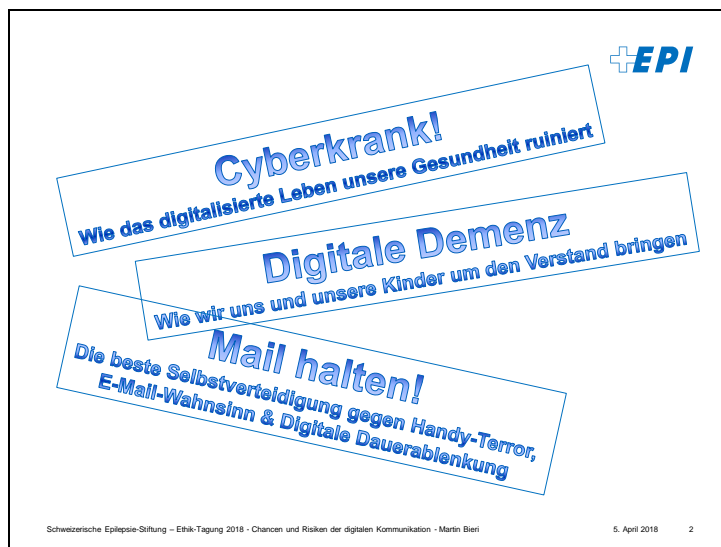 EPI
Cyberkrank!
Wie das digitalisierte Leben unsere Gesundheit ruiniert
Digitale Demenz
Wie wir uns und unsere Kinder um den Verstand bringen
Mail halten!
Die beste Selbstverteidigung gegen Handy-Terror,
E-Mail-Wahnsinn & Digitale Dauerablenkung
Schweizerische Epilepsie-Stiftung – Ethik-Tagung 2018 - Chancen und Risiken der digitalen Kommunikation - Martin Bieri 5. April 2018 2